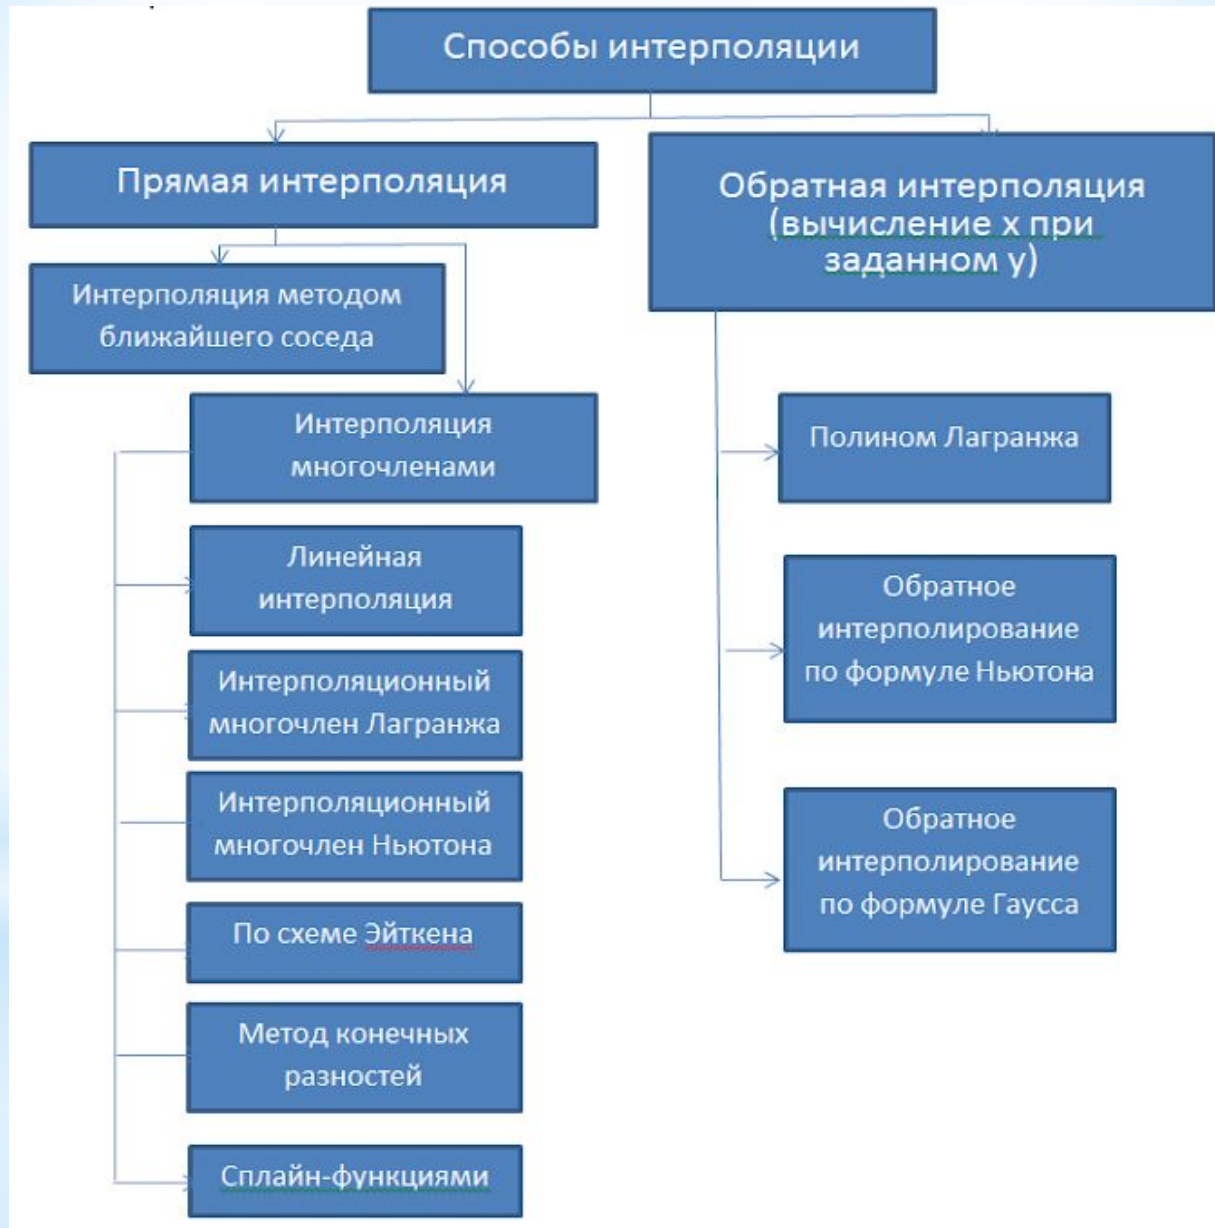 Способы интерполяции
Прямая интерполяция
Обратная интерполяция
(вычисление x при
заданном y)
Интерполяция методом
ближайшего соседа
Интерполяция
многочленами
Линейная
интерполяция
Интерполяционный
многочлен Лагранжа
Интерполяционный
многочлен Ньютона
По схеме Эйткена
Метод конечных
разностей
Сплайн-функциями
Полином Лагранжа
Обратное
интерполирование
по формуле Ньютона
Обратное
интерполирование
по формуле Гаусса